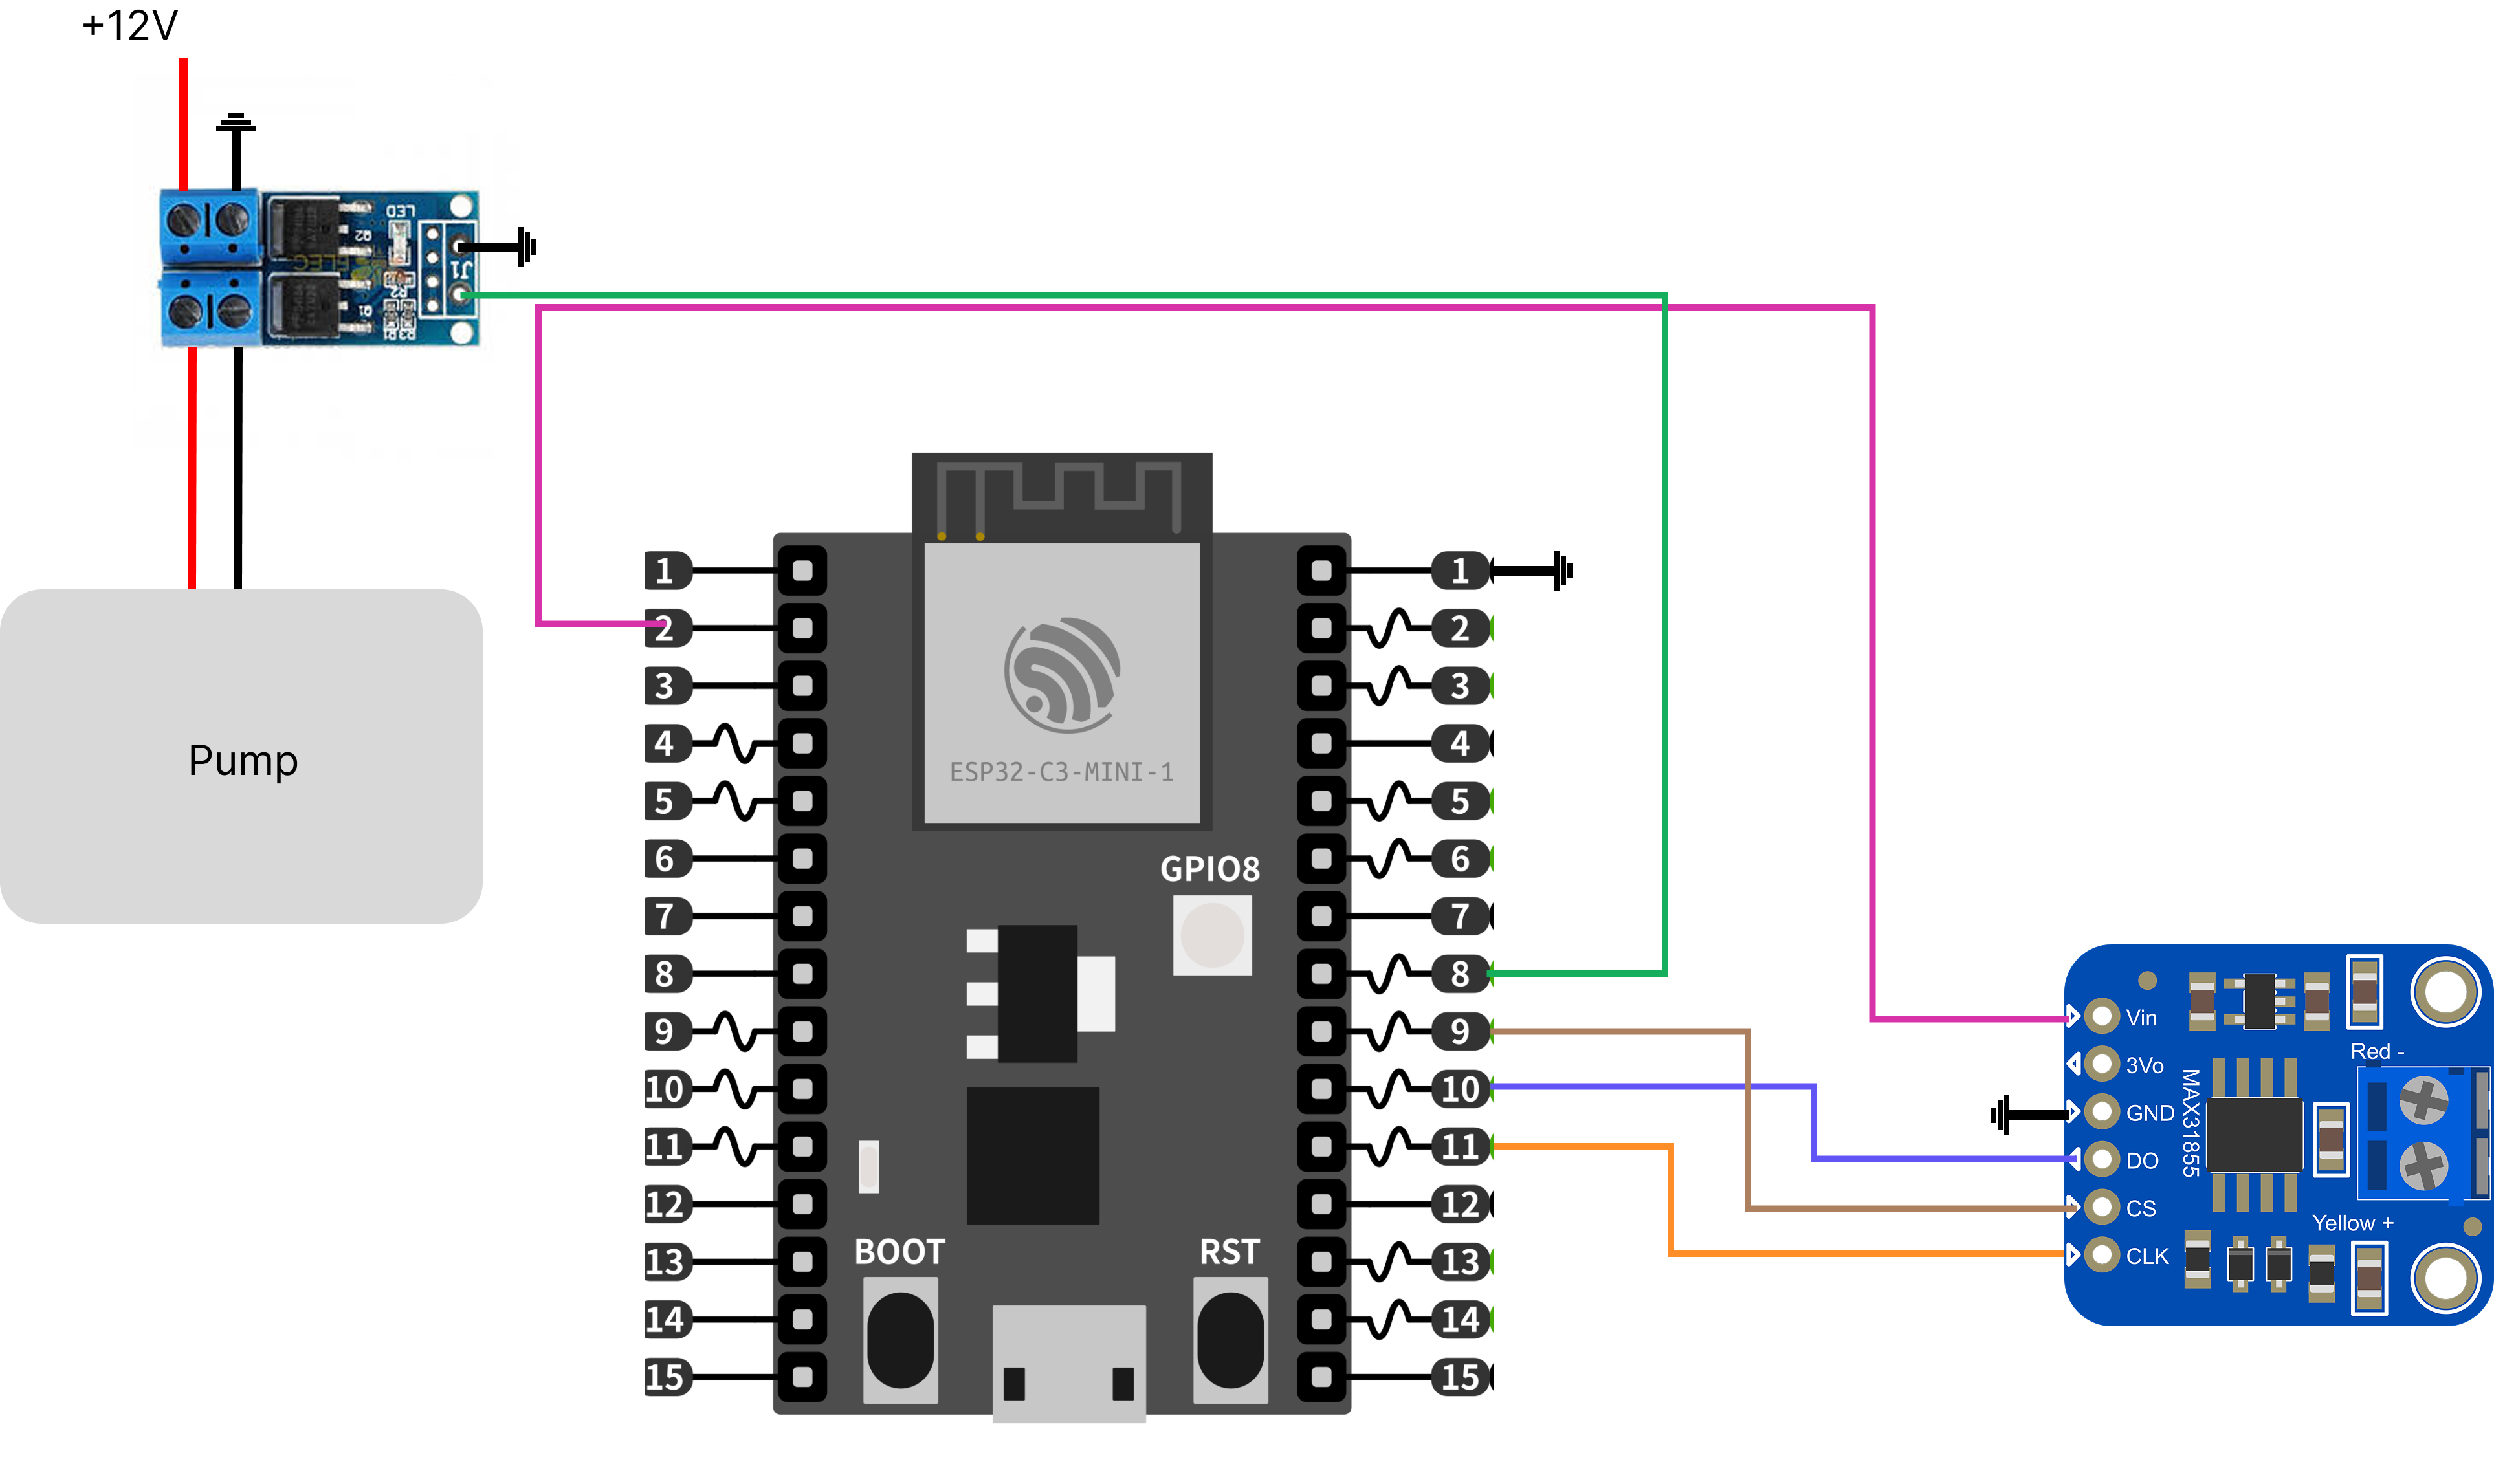 +12V
LED
Q2
ELEC
J1
R2
Q1
R1
R3
Pump
1
2
3
4
5
6
7
8
9
10
11
12
13
14
15
ESP32-C3-MINI-1
GPIO8
BOOT
RST
1
2
3
4
5
6
7
8
9
10
11
12
13
14
15
Vin
3Vo
GND
DO
CS
CLK
MAX31855
Red -
Yellow +